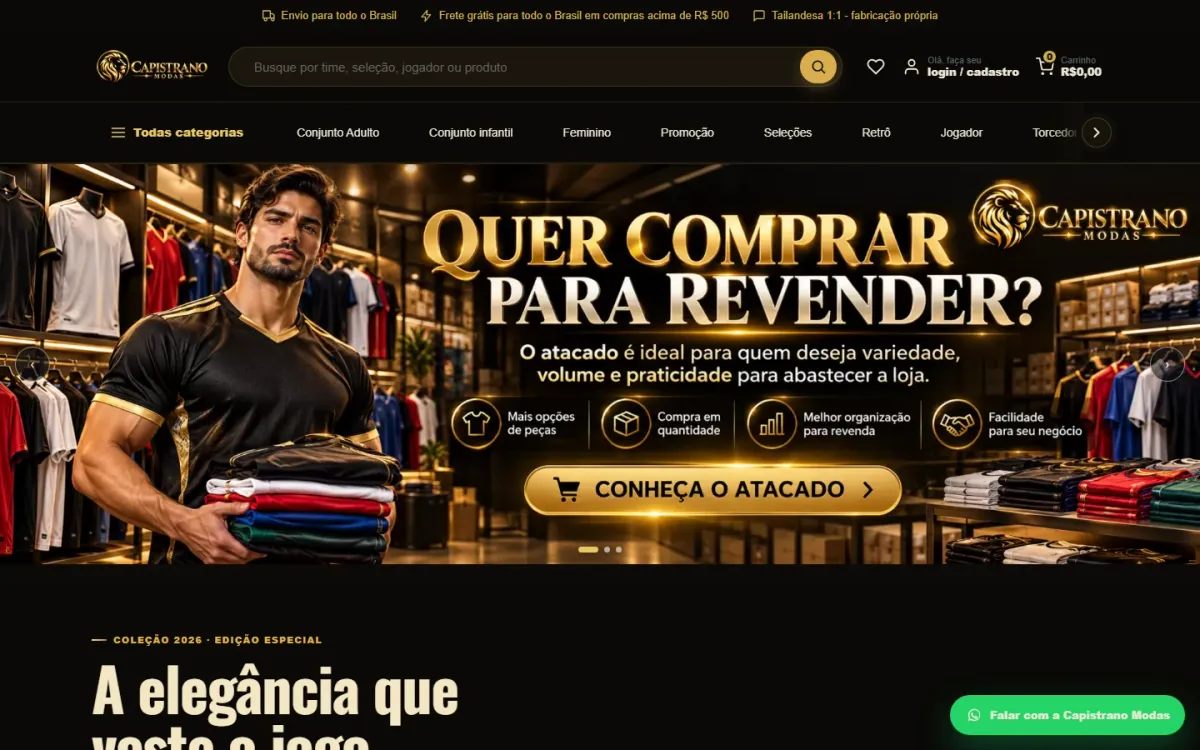 Envio para todo o Brasil
Frete grátis para todo o Brasil em compras acima de R$ 500
Tailandesa 1:1 - fabricação própria
CAPISTRANO
MODAS
Busque por time, seleção, jogador ou produto
Olá, faça seu
login / cadastro
0
Carrinho
R$0,00
Todas categorias
Conjunto Adulto
Conjunto infantil
Feminino
Promoção
Seleções
Retrô
Jogador
Torcedo
QUER COMPRAR
PARA REVENDER?
CAPISTRANO
MODAS
O atacado é ideal para quem deseja variedade,
volume e praticidade para abastecer a loja.
Mais opções
de peças
Compra em
quantidade
Melhor organização
para revenda
Facilidade
para seu negócio
CONHEÇA O ATACADO
COLEÇÃO 2026 · EDIÇÃO ESPECIAL
A elegância que
veste o jogo
Falar com a Capistrano Modas